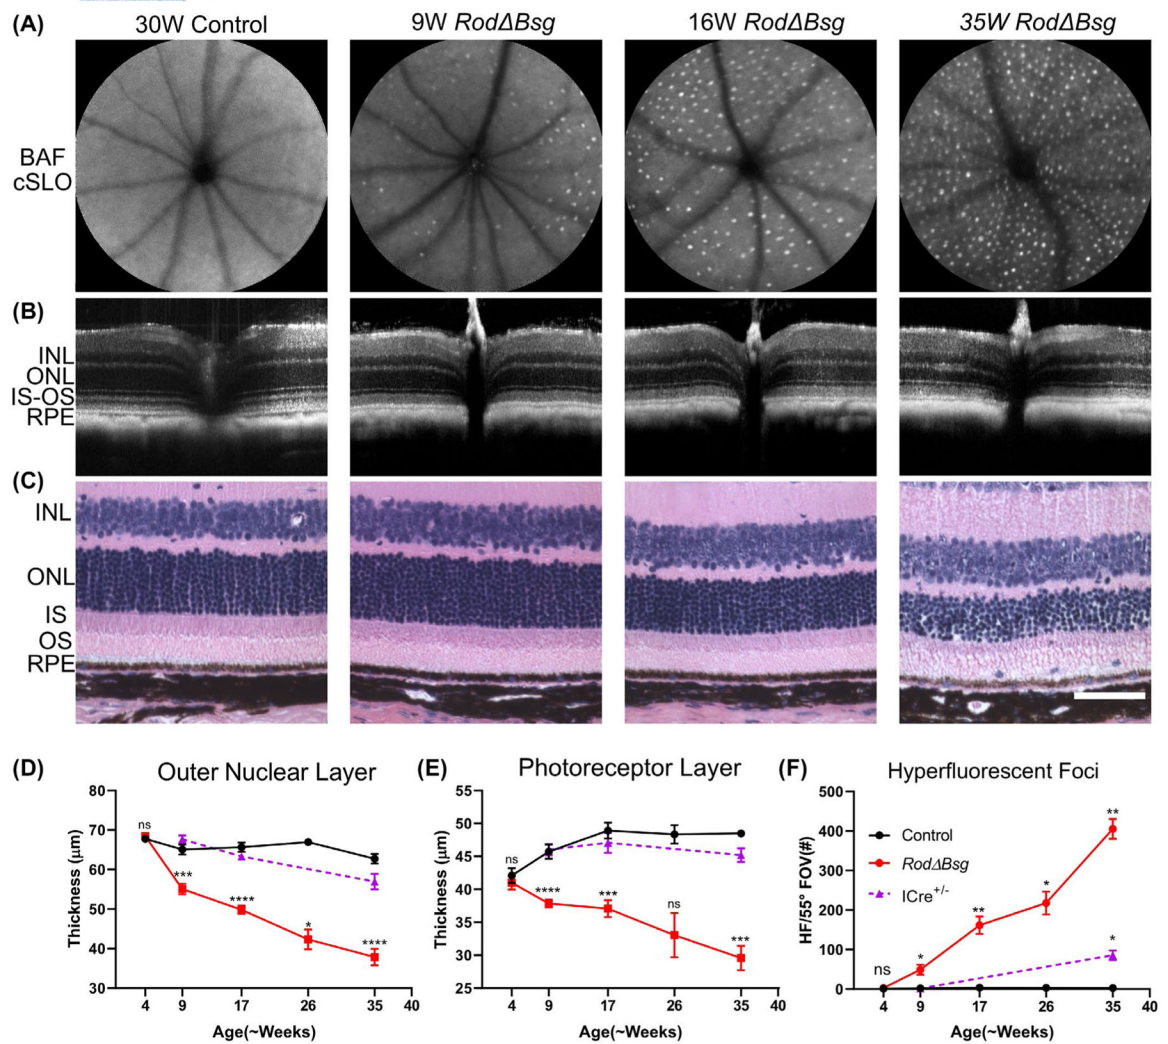 (A)
30W Control
9W RodΔBsg
16W RodΔBsg
35W RodΔBsg
BAF
cSLO
(B)
INL
ONL
IS-OS
RPE
(C)
INL
ONL
IS
OS
RPE
(D)
Outer Nuclear Layer
Thickness (μm)
80
70
60
50
40
30
ns
***
****
*
****
4
9
17
26
35
40
Age(~Weeks)
(E)
Photoreceptor Layer
Thickness (μm)
55
50
45
40
35
30
25
ns
****
***
ns
***
4
9
17
26
35
40
Age(~Weeks)
(F)
Hyperfluorescent Foci
HF/55° FOV(#)
500
400
300
200
100
0
Control
RodΔBsg
ICre+/-
ns
*
**
*
**
*
4
9
17
26
35
40
Age(~Weeks)